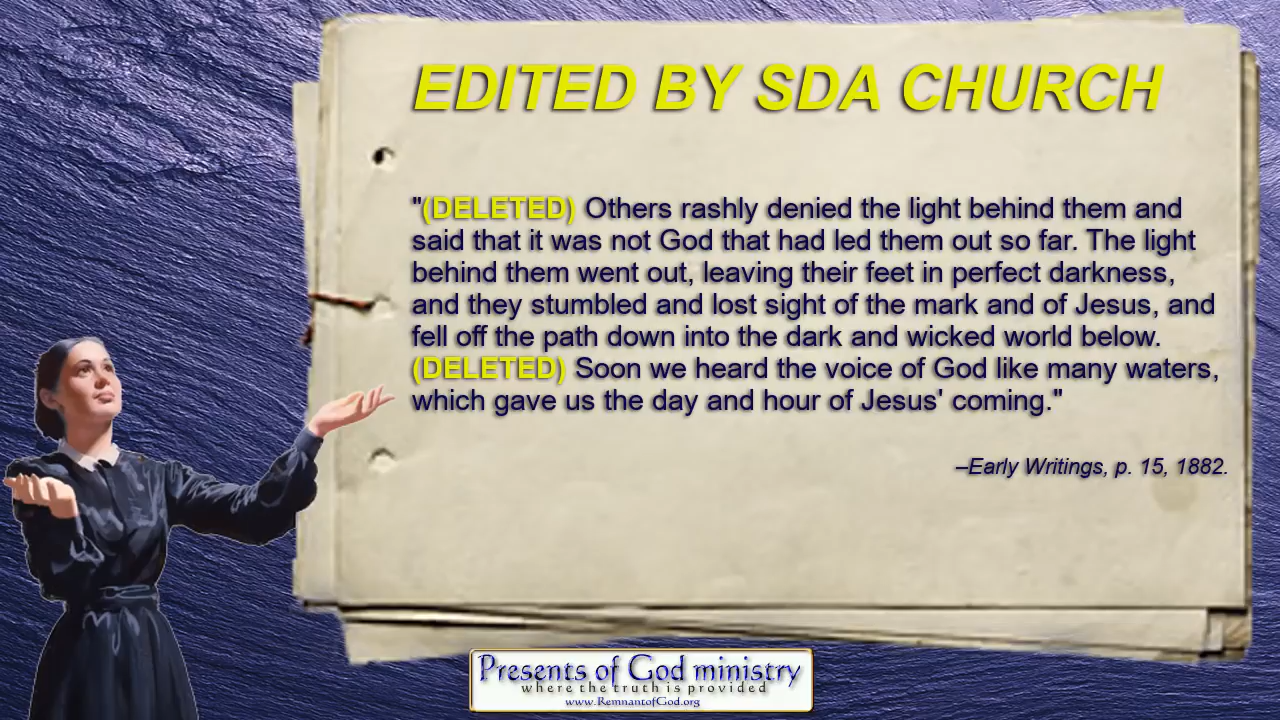 EDITED BY SDA CHURCH
"(DELETED) Others rashly denied the light behind them and
said that it was not God that had led them out so far. The light
behind them went out, leaving their feet in perfect darkness,
and they stumbled and lost sight of the mark and of Jesus, and
fell off the path down into the dark and wicked world below.
(DELETED) Soon we heard the voice of God like many waters,
which gave us the day and hour of Jesus' coming."
–Early Writings, p. 15, 1882.
Presents of God ministry
where the truth is provided
www.RemnantofGod.org